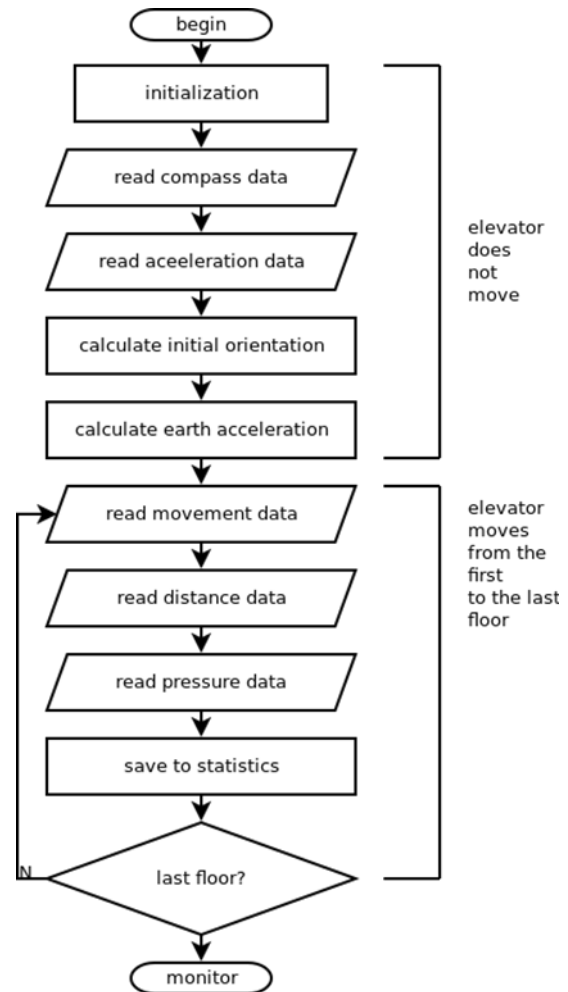 begin
initialization
read compass data
read aceeleration data
calculate initial orientation
calculate earth acceleration
elevator
does
not
move
read movement data
read distance data
read pressure data
save to statistics
last floor?
N
monitor
elevator
moves
from the
first
to the last
floor